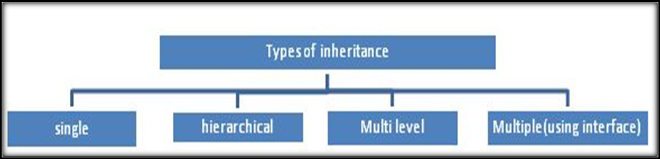 Types of inheritance
single
hierarchical
Multi level
Multiple(using interface)